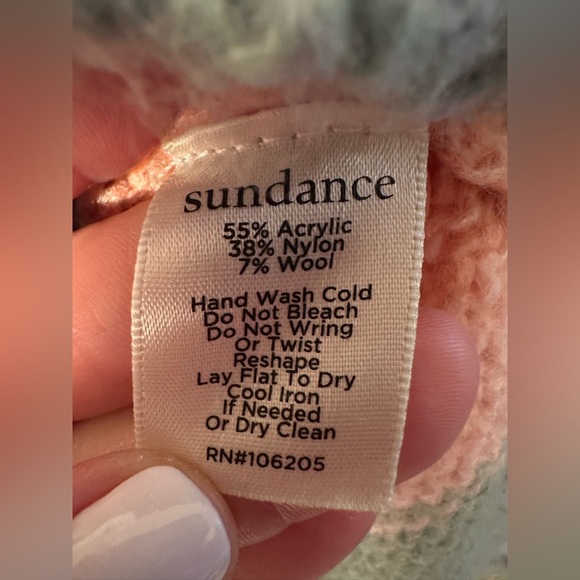 sundance
55% Acrylic
38% Nylon
7% Wool
Hand Wash Cold
Do Not Bleach
Do Not Wring
Or Twist
Reshape
Lay Flat To Dry
Cool Iron
If Needed
Or Dry Clean
RN#106205